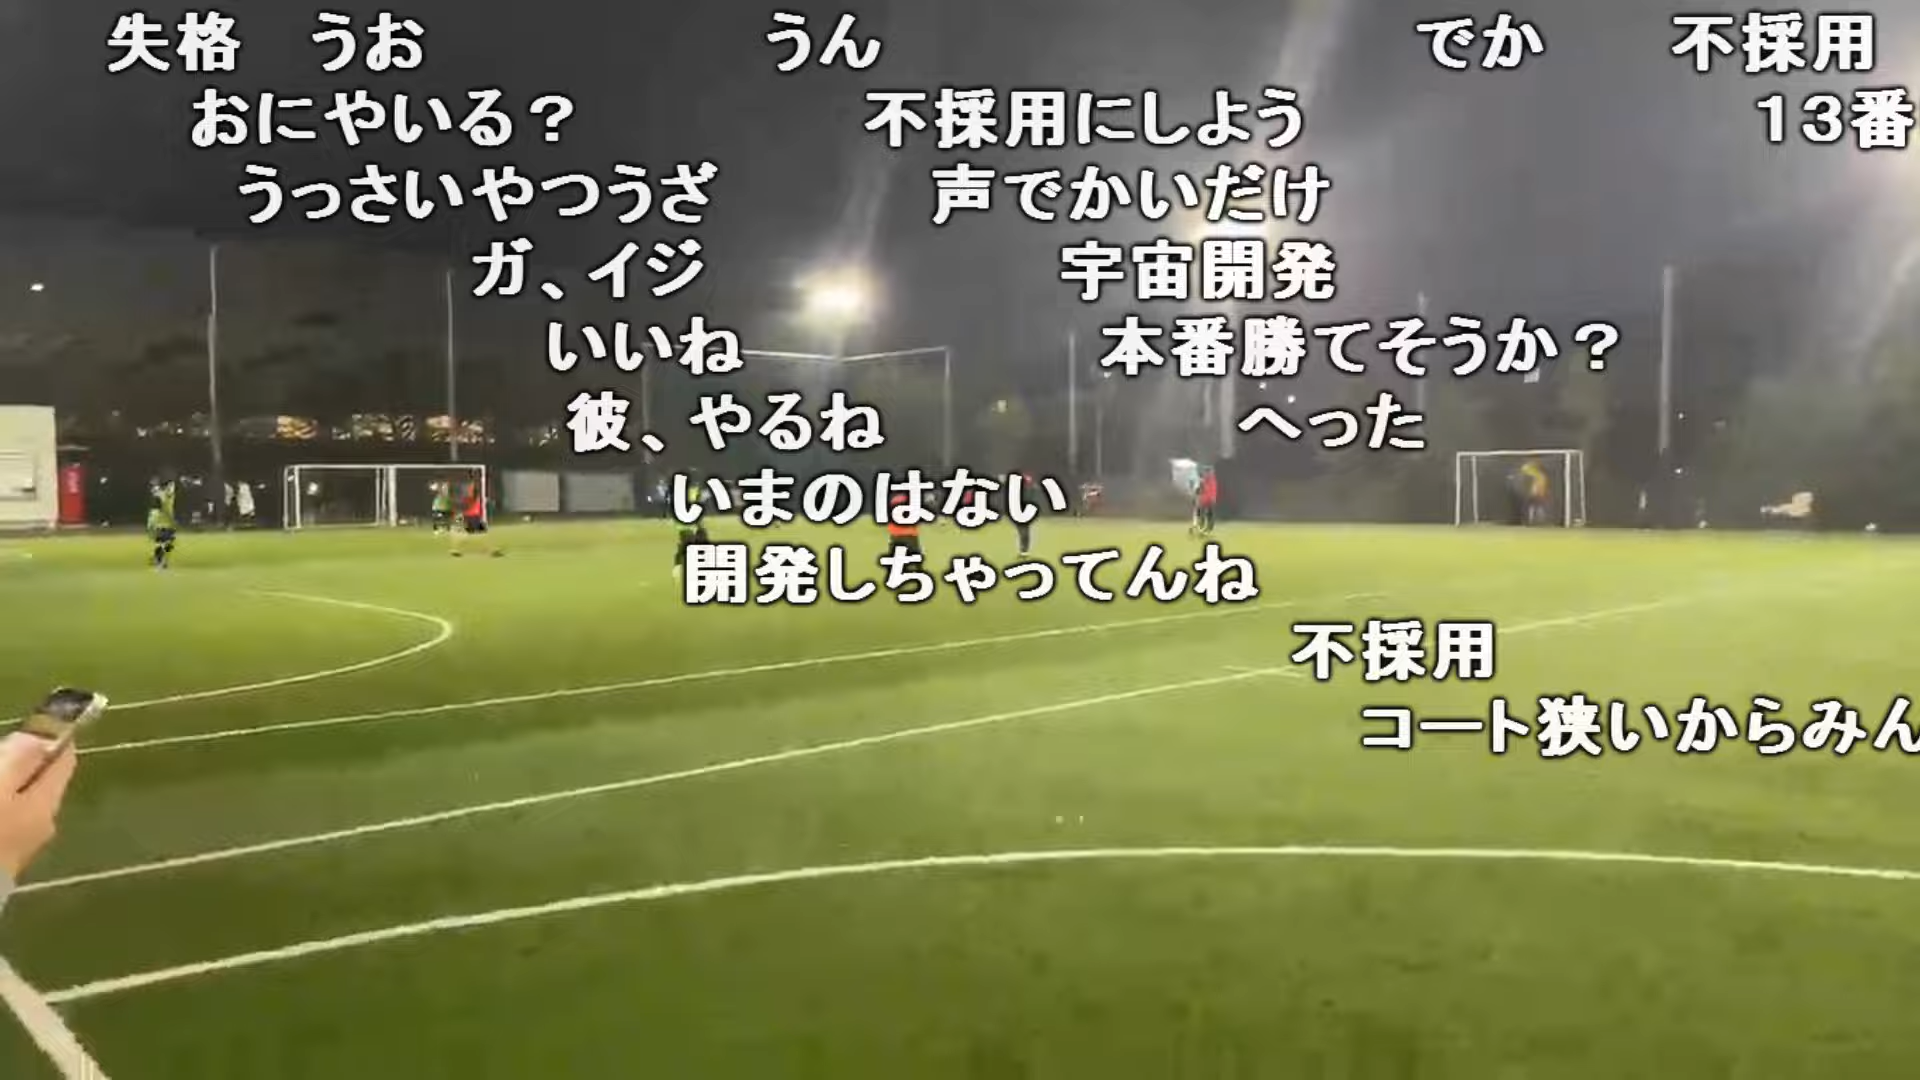 失格 うお うん でか 不採用
おにやいる？ 不採用にしよう 13番
うっさいやつうざ 声でかいだけ
ガ、イジ 宇宙開発
いいね 本番勝てそうか？
彼、やるね へった
いまのはない
開発しちゃってんね
不採用
コート狭いからみん